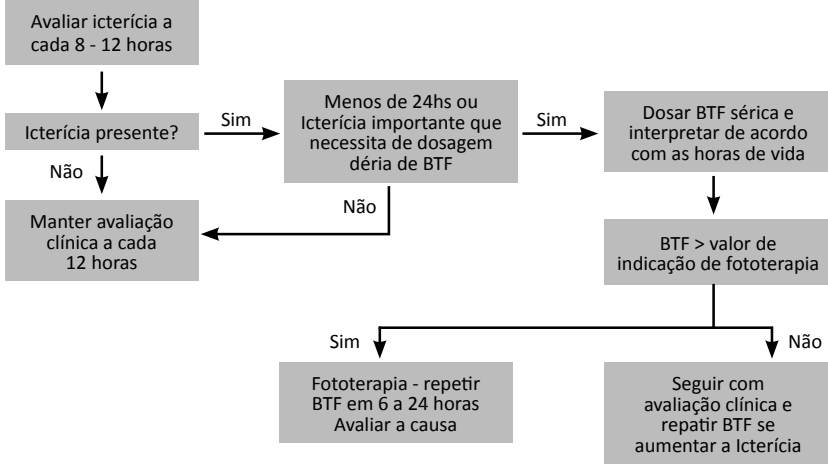 Avaliar icterícia a
cada 8 - 12 horas
Icterícia presente?
Sim
Não
Manter avaliação
clínica a cada
12 horas
Menos de 24hs ou
Icterícia importante que
necessita de dosagem
déria de BTF
Não
Sim
Dosar BTF sérica e
interpretar de acordo
com as horas de vida
BTF > valor de
indicação de fototerapia
Sim
Não
Fototerapia - repetir
BTF em 6 a 24 horas
Avaliar a causa
Seguir com
avaliação clínica e
repatir BTF se
aumentar a Icterícia